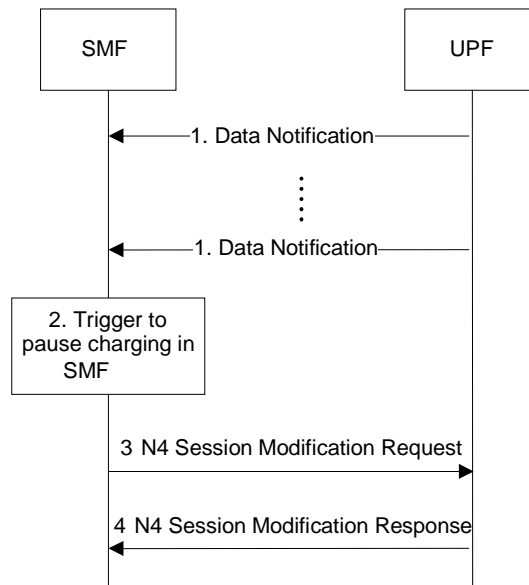 SMF
UPF
1. Data Notification
1. Data Notification
2. Trigger to
pause charging in
SMF
3 N4 Session Modification Request
4 N4 Session Modification Response